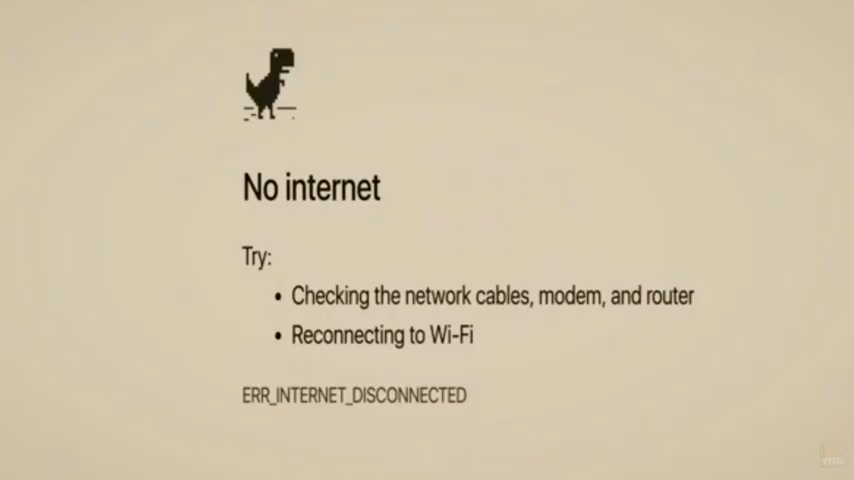 No internet
Try:
• Checking the network cables, modem, and router
• Reconnecting to Wi-Fi
ERR_INTERNET_DISCONNECTED